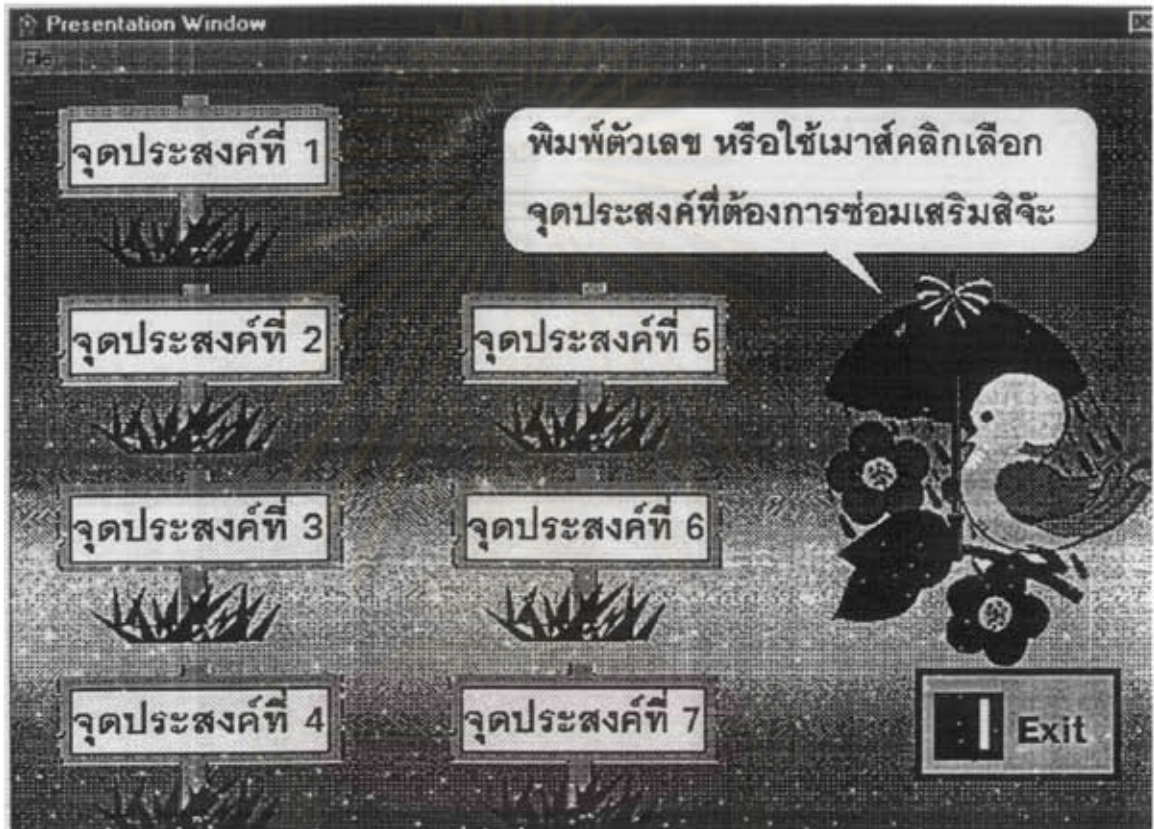 Presentation Window
File
จุดประสงค์ที่ 1
พิมพ์ตัวเลข หรือใช้เมาส์คลิกเลือก
จุดประสงค์ที่ต้องการซ่อมเสริมสิจ๊ะ
จุดประสงค์ที่ 2
จุดประสงค์ที่ 5
จุดประสงค์ที่ 3
จุดประสงค์ที่ 6
จุดประสงค์ที่ 4
จุดประสงค์ที่ 7
Exit